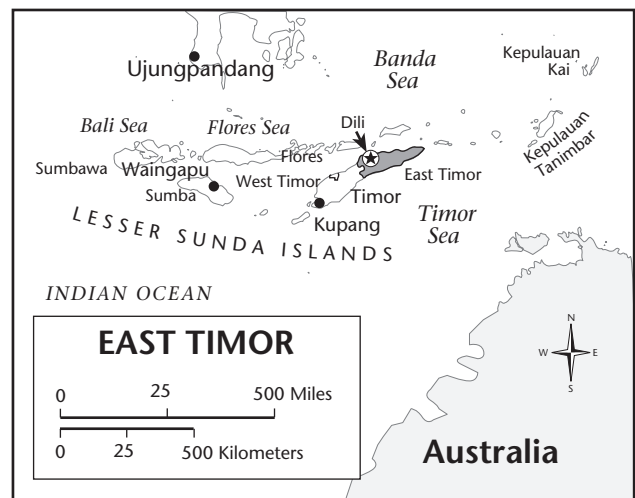 Ujungpandang
Banda
Sea
Kepulauan
Kai
Bali Sea
Flores Sea
Dili
Kepulauan
Tanimbar
Sumbawa
Waingapu
Flores
Sumba
West Timor
Timor
East Timor
Kupang
Timor
Sea
LESSER SUNDA ISLANDS
INDIAN OCEAN
EAST TIMOR
0 25 500 Miles
0 25 500 Kilometers
N
W E
S
Australia